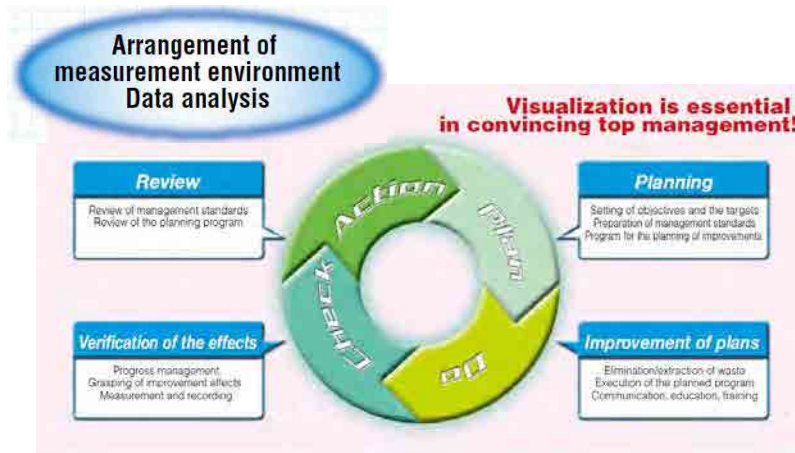 Arrangement of
measurement environment
Data analysis
Visualization is essential
in convincing top management!
Review
Review of management standards
Review of the planning program
Action
Plan
Planning
Setting of objectives and the targets
Preparation of management standards
Program for the planning of improvements
Verification of the effects
Progress management
Grasping of improvement effects
Measurement and recording
Check
Do
Improvement of plans
Elimination/extraction of waste
Execution of the planned program
Communication, education, training